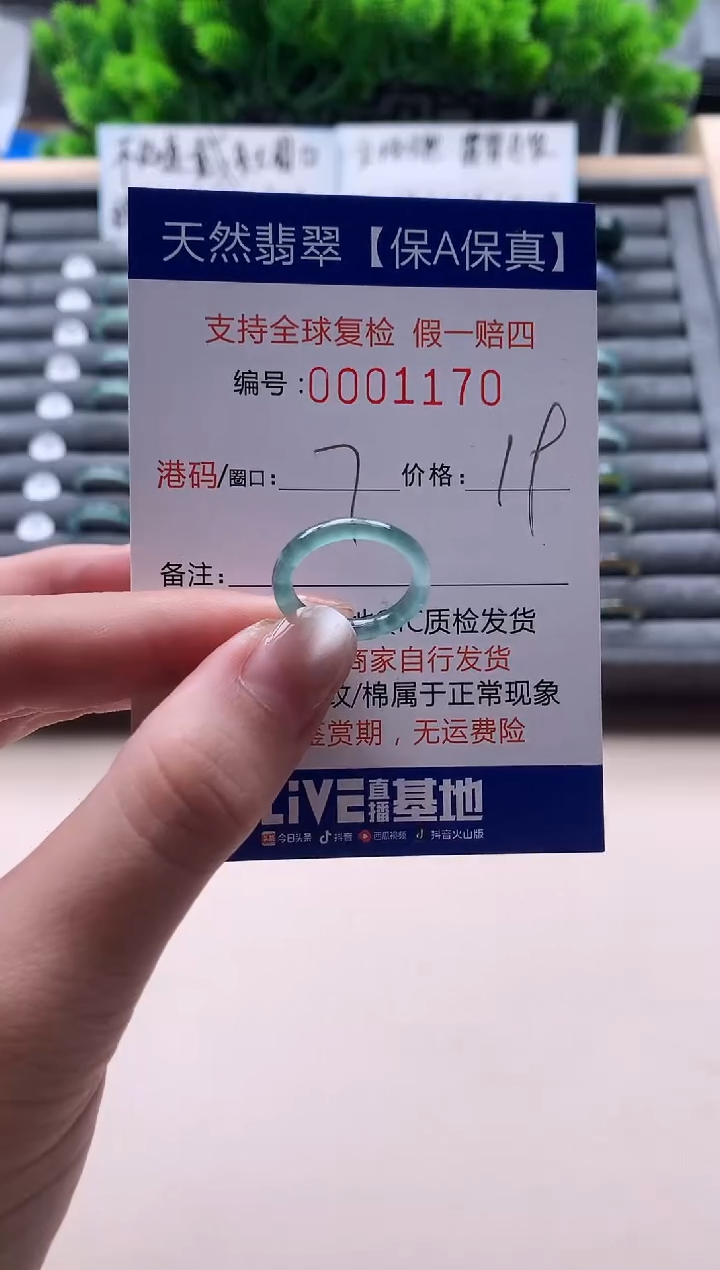 天然翡翠【保A保真】
支持全球复检 假一赔四
编号:0001170
港码/圈口: 7 价格: 19
备注:
质检发货
商家自行发货
/棉属于正常现象
鉴赏期，无运费险
LiVE直播基地
今日头条 抖音 西瓜视频 抖音火山版